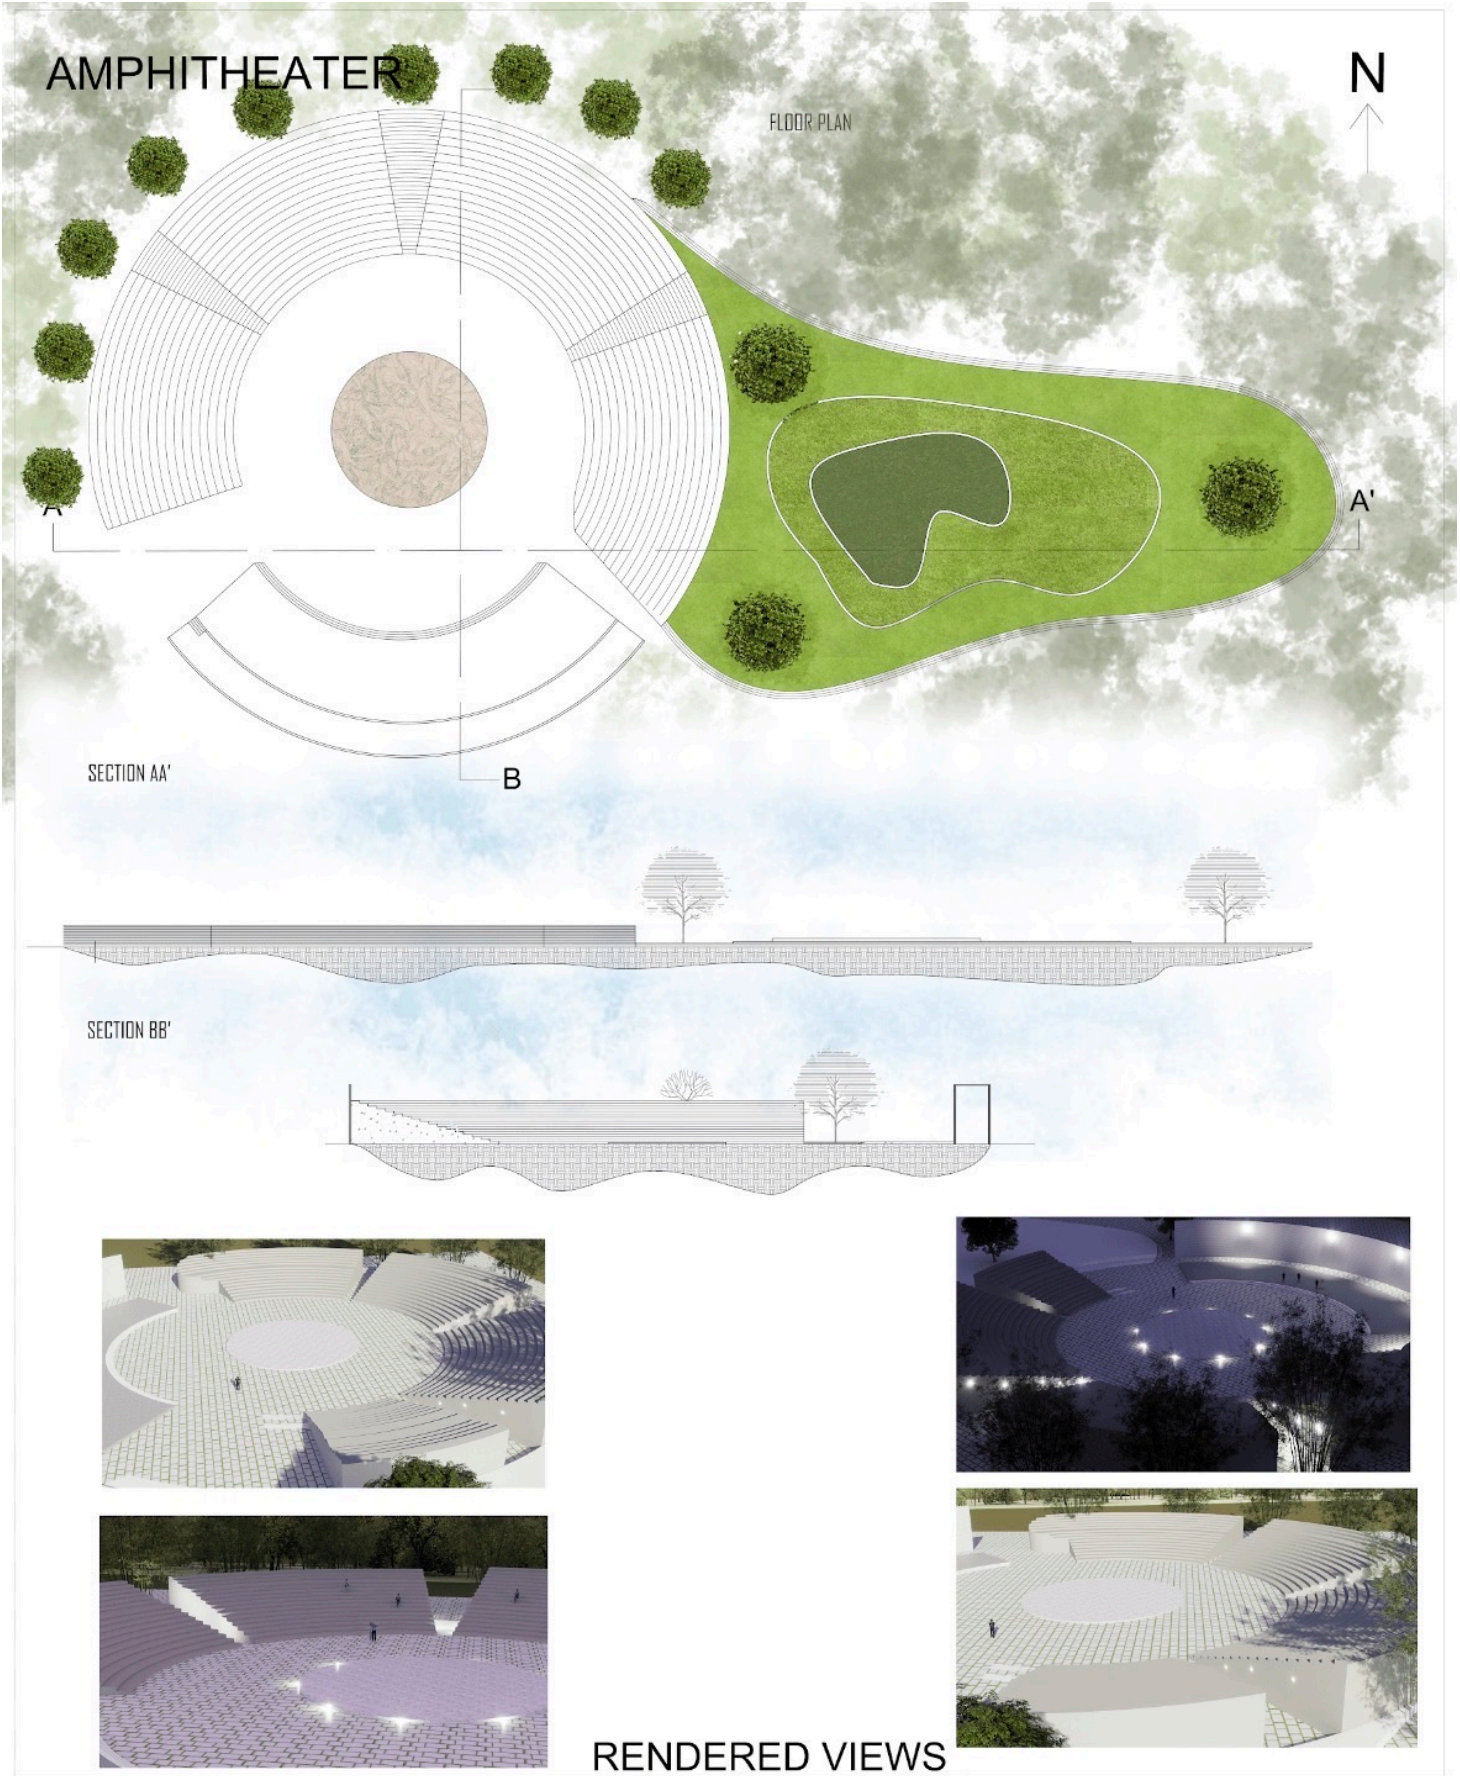 AMPHITHEATER
N
FLOOR PLAN
A
A'
B
SECTION AA'
SECTION BB'
RENDERED VIEWS